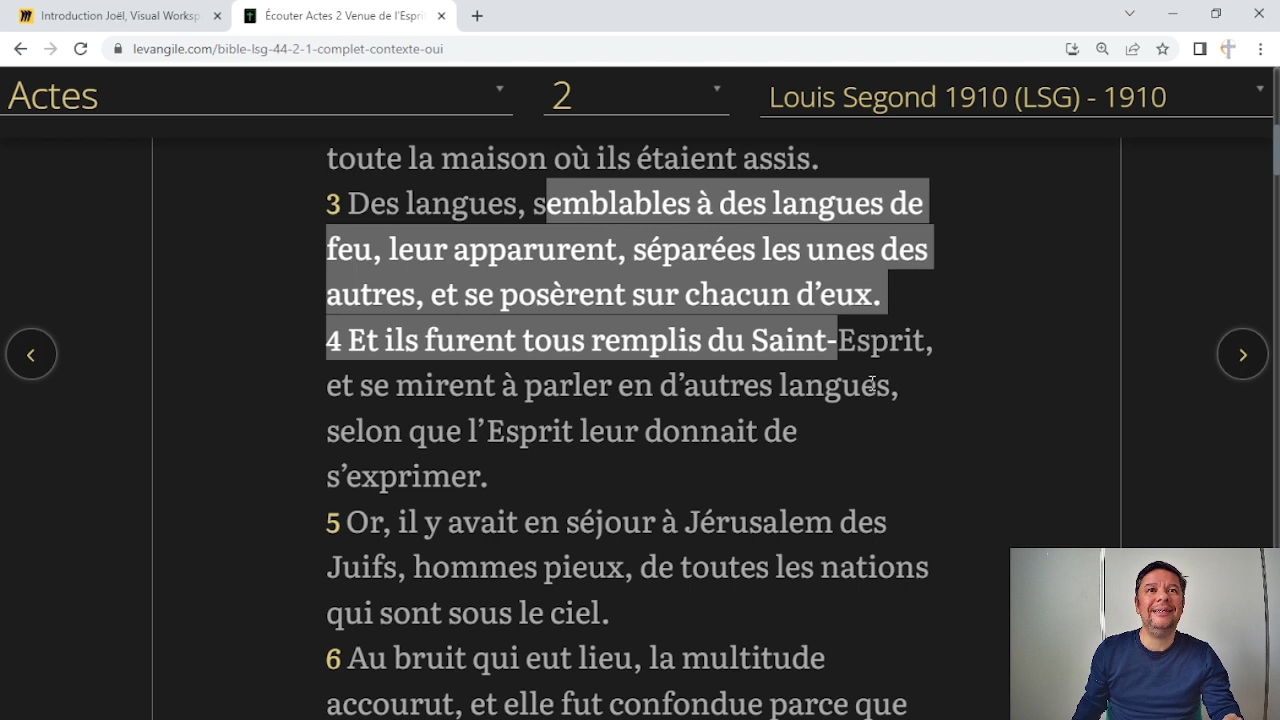 Introduction Joël, Visual Worksp
Écouter Actes 2 Venue de l'Espri
levangile.com/bible-lsg-44-2-1-complet-contexte-oui
Actes
2
Louis Segond 1910 (LSG) - 1910
toute la maison où ils étaient assis.
3 Des langues, semblables à des langues de
feu, leur apparurent, séparées les unes des
autres, et se posèrent sur chacun d’eux.
4 Et ils furent tous remplis du Saint-Esprit,
et se mirent à parler en d’autres langues,
selon que l’Esprit leur donnait de
s’exprimer.
5 Or, il y avait en séjour à Jérusalem des
Juifs, hommes pieux, de toutes les nations
qui sont sous le ciel.
6 Au bruit qui eut lieu, la multitude
accourut, et elle fut confondue parce que